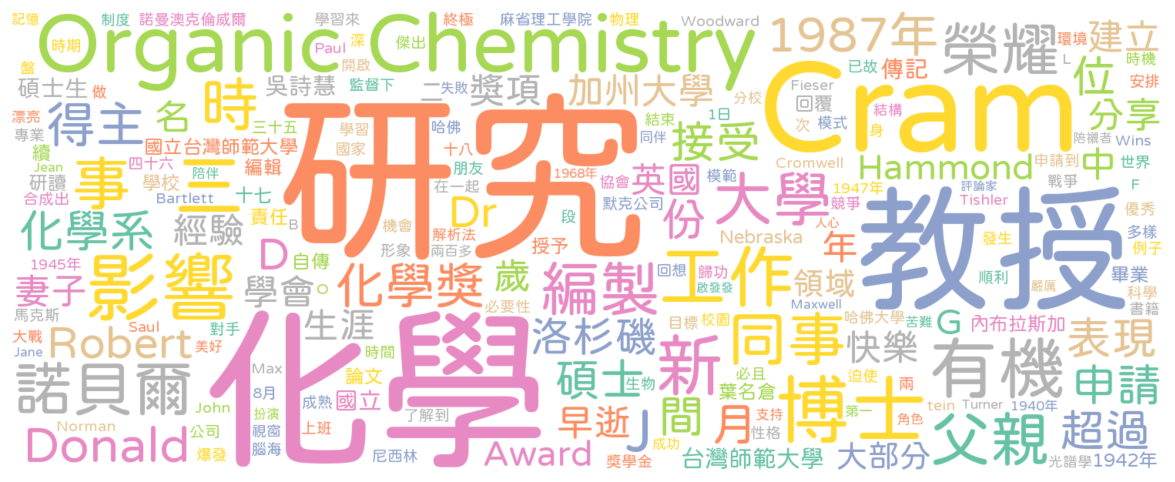 記憶 制度 諾曼澳克倫威爾 學習來 終極 麻省理工學院 物理 Woodward
Organic Chemistry 1987年 榮耀 建立
時期 Paul 深 傑出 環境 L
盤 開啟 已故 傳記 時機
碩士生 做 吳詩慧 監督下 二 失敗 獎項 加州大學 分校 Fieser 回覆 位 安排
漂亮 得主 名 時 Cram 次 模式 結構 身 分享
專業 三十五 學習 哈佛 結束 1日 同伴 接受 陪襯者 Wins
續 國立台灣師範大學 國家 研究 Hammond 中
Jean 四十六 陪伴 編輯 十八 1968年 協會 模範 Cromwell 申請到 世界
研讀 事 三 學校 朋友 英國 大學 1947年 戰爭 F
合成出 Bartlett 十七 在一起 默克公司 競爭 評論家 Tishler 優秀
化學系 經驗 責任 B 機會 Dr 段 份 人心 教授 多樣
形象 解析法 授予 Nebraska 年 發生 例子
1945年 影響 D 自傳 兩百多 歲 回想 歸功 領域 順利 畢業
妻子 學會 O 化學獎 編製 啟發發 工作 嚴厲 科學
馬克斯 必要性 Maxwell G 內布拉斯加 書籍
大戰 Saul 對手 生涯 洛杉磯 目標 校園 哈佛大學 苦難 表現
Jane Robert 美好 時間 化學 新 同事 快樂 有機
諾貝爾 Max 論文 碩士 生物 必且 迫使 兩 申請
8月 成熟 國立 間 葉名倉 第一 tein Turner 1940年
Norman John 扮演 了解到 早逝 J 月 支持 博士 角色 父親 超過
Donald 公司 視窗 上班 Award 成功 性格
爆發 腦海 尼西林 獎學金 台灣師範大學 大部分 光譜學 1942年